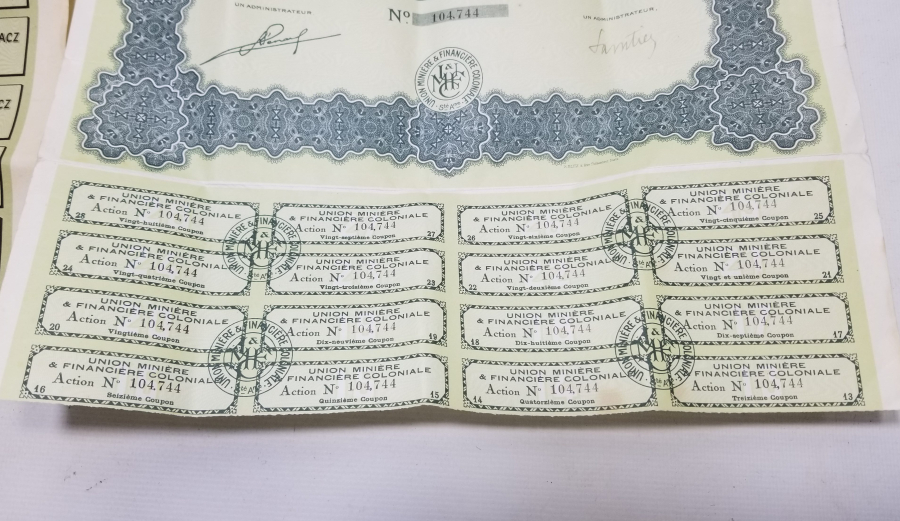 ACZ
CZ
UN ADMINISTRATEUR
Nº 104,744
UN ADMINISTRATEUR,
UNION MINIÈRE & FINANCIÈRE COLONIALE
Sté Ame
UNION MINIÈRE
& FINANCIÈRE COLONIALE
Action Nº 104,744
28 Vingt-huitième Coupon
UNION MINIÈRE
& FINANCIÈRE COLONIALE
Action Nº 104,744
Vingt-septième Coupon 27
UNION MINIÈRE
& FINANCIÈRE COLONIALE
Action Nº 104,744
26 Vingt-sixième Coupon
UNION MINIÈRE
& FINANCIÈRE COLONIALE
Action Nº 104,744
Vingt-cinquième Coupon 25
UNION MINIÈRE
& FINANCIÈRE COLONIALE
Action Nº 104,744
24 Vingt-quatrième Coupon
UNION MINIÈRE
& FINANCIÈRE COLONIALE
Action Nº 104,744
Vingt-troisième Coupon 23
UNION MINIÈRE
& FINANCIÈRE COLONIALE
Action Nº 104,744
22 Vingt-deuxième Coupon
UNION MINIÈRE
& FINANCIÈRE COLONIALE
Action Nº 104,744
Vingt et unième Coupon 21
UNION MINIÈRE
& FINANCIÈRE COLONIALE
Action Nº 104,744
20 Vingtième Coupon
UNION MINIÈRE
& FINANCIÈRE COLONIALE
Action Nº 104,744
Dix-neuvième Coupon 19
UNION MINIÈRE
& FINANCIÈRE COLONIALE
Action Nº 104,744
18 Dix-huitième Coupon
UNION MINIÈRE
& FINANCIÈRE COLONIALE
Action Nº 104,744
Dix-septième Coupon 17
UNION MINIÈRE
& FINANCIÈRE COLONIALE
Action Nº 104,744
16 Seizième Coupon
UNION MINIÈRE
& FINANCIÈRE COLONIALE
Action Nº 104,744
Quinzième Coupon 15
UNION MINIÈRE
& FINANCIÈRE COLONIALE
Action Nº 104,744
14 Quatorzième Coupon
UNION MINIÈRE
& FINANCIÈRE COLONIALE
Action Nº 104,744
Treizième Coupon 13